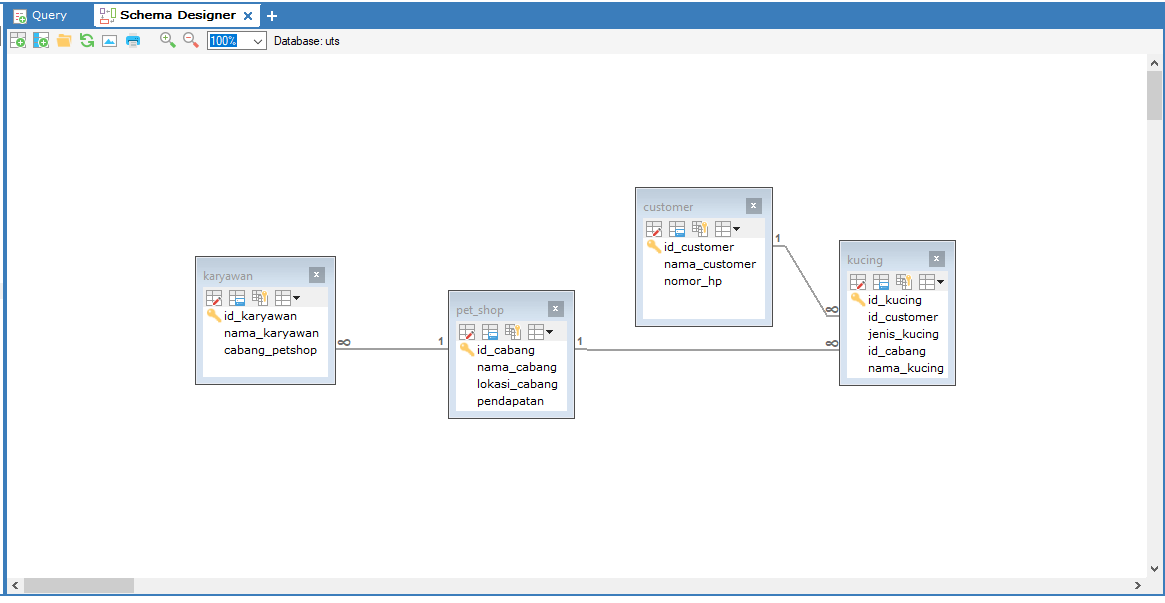 Query
Schema Designer
100%
Database: uts
customer
id_customer
nama_customer
nomor_hp
karyawan
id_karyawan
nama_karyawan
cabang_petshop
pet_shop
id_cabang
nama_cabang
lokasi_cabang
pendapatan
kucing
id_kucing
id_customer
jenis_kucing
id_cabang
nama_kucing
∞
1
1
∞
1
∞